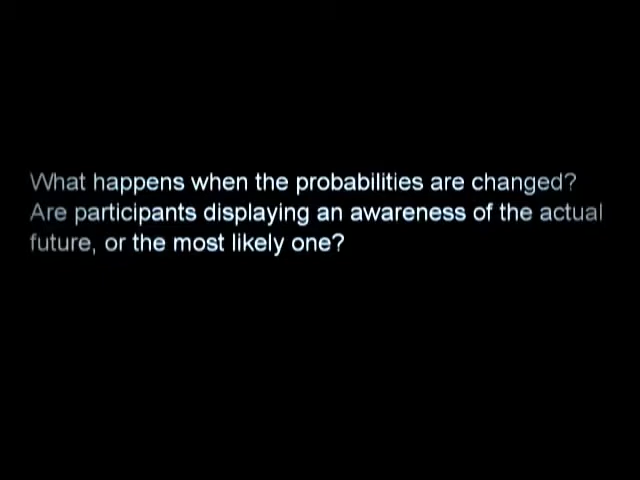 What happens when the probabilities are changed?
Are participants displaying an awareness of the actual
future, or the most likely one?